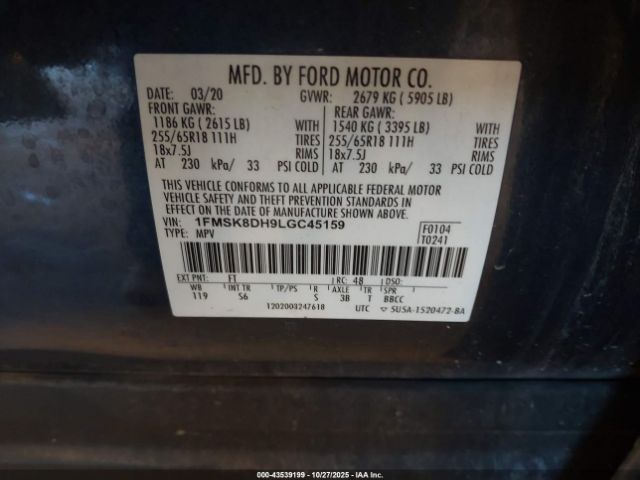 MFD. BY FORD MOTOR CO.
DATE: 03/20 GVWR: 2679 KG ( 5905 LB)
FRONT GAWR: REAR GAWR:
1186 KG ( 2615 LB) WITH 1540 KG ( 3395 LB) WITH
255/65R18 111H TIRES 255/65R18 111H TIRES
18x7.5J RIMS 18x7.5J RIMS
AT 230 kPa/ 33 PSI COLD AT 230 kPa/ 33 PSI COLD
THIS VEHICLE CONFORMS TO ALL APPLICABLE FEDERAL MOTOR
VEHICLE SAFETY AND THEFT PREVENTION STANDARDS IN
EFFECT ON THE DATE OF MANUFACTURE SHOWN ABOVE.
VIN: 1FMSK8DH9LGC45159 F0104
TYPE: MPV T0241
EXT PNT: FT RC: 48 DSO:
WB INT TR TP/PS R AXLE TR SPR
119 S6 S 3B T BBCC
1202003247618 UTC 5U5A-1520472-BA
00-43539199 | 10/27/2025 | IAA Inc.